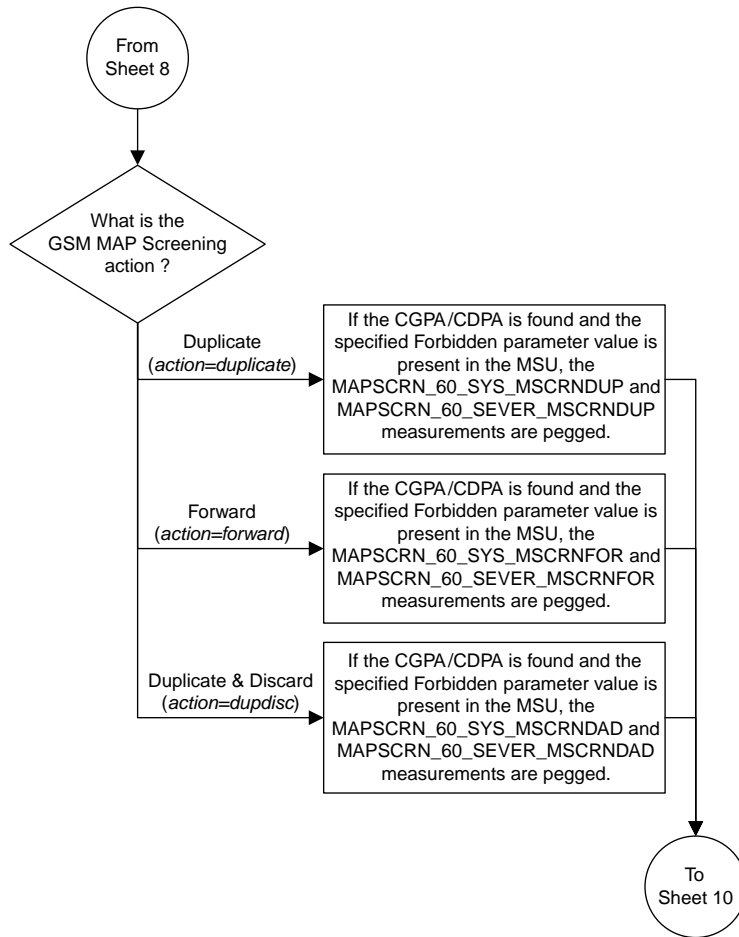 From
Sheet 8
What is the
GSM MAP Screening
action ?
Duplicate
(action=duplicate)
If the CGPA/CDPA is found and the
specified Forbidden parameter value is
present in the MSU, the
MAPSCRN_60_SYS_MSCRNDUP and
MAPSCRN_60_SEVER_MSCRNDUP
measurements are pegged.
Forward
(action=forward)
If the CGPA/CDPA is found and the
specified Forbidden parameter value is
present in the MSU, the
MAPSCRN_60_SYS_MSCRNFOR and
MAPSCRN_60_SEVER_MSCRNFOR
measurements are pegged.
Duplicate & Discard
(action=dupdisc)
If the CGPA/CDPA is found and the
specified Forbidden parameter value is
present in the MSU, the
MAPSCRN_60_SYS_MSCRNDAD and
MAPSCRN_60_SEVER_MSCRNDAD
measurements are pegged.
To
Sheet 10